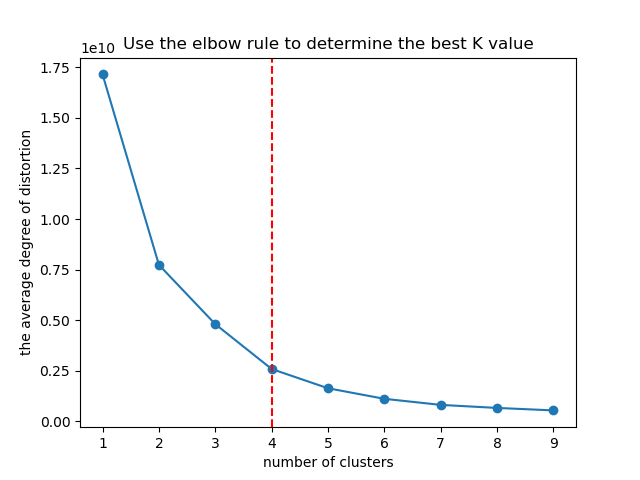 Use the elbow rule to determine the best K value
1e10
1.75
1.50
1.25
1.00
0.75
0.50
0.25
0.00
the average degree of distortion
1 2 3 4 5 6 7 8 9
number of clusters